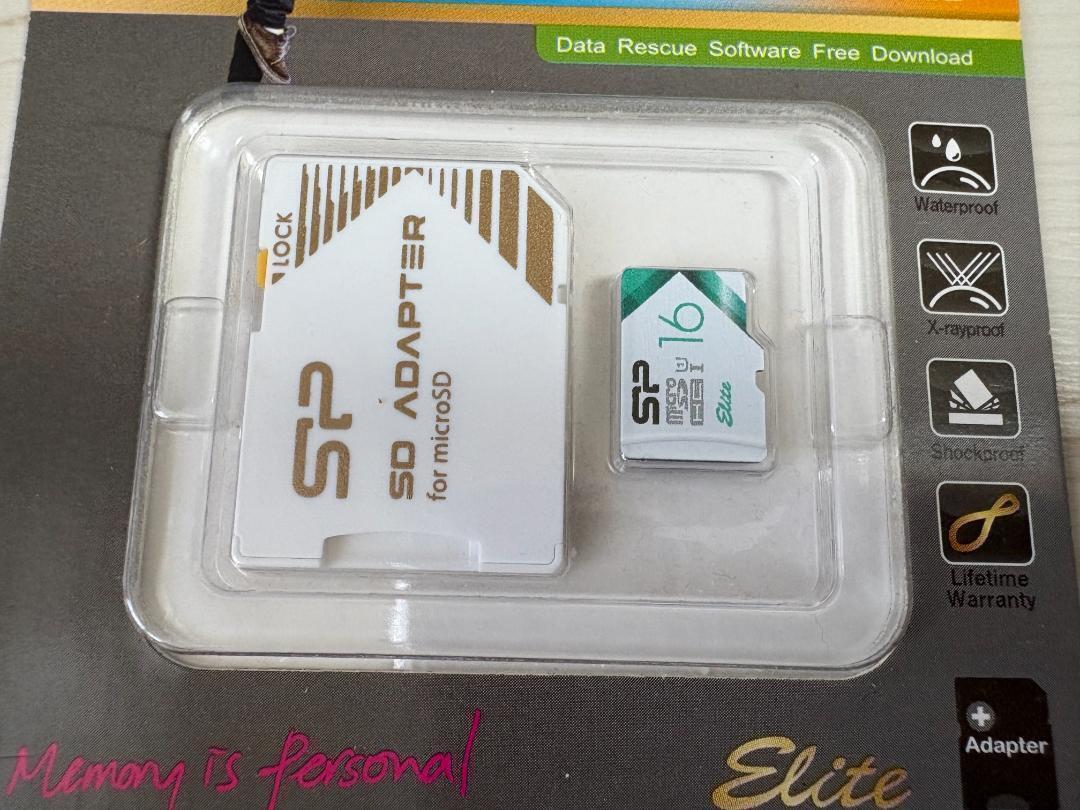 Data Rescue Software Free Download
Waterproof
X-rayproof
Shockproof
Lifetime
Warranty
LOCK
SP
SD ADAPTER
for microSD
SP
micro
SD
HC I
U1
16
Elite
Memory is Personal
Elite
Adapter